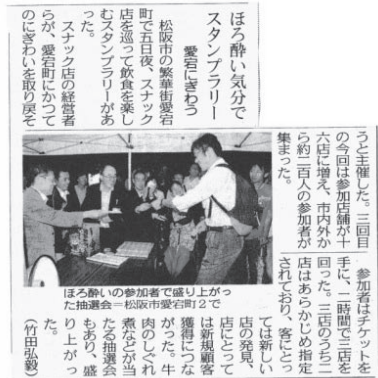 ほろ酔い気分で
スタンプラリー
愛宕にぎわう
松阪市の繁華街愛宕
町で五日夜、スナック
店を巡って飲食を楽し
むスタンプラリーがあ
った。
スナック店の経営者
らが、愛宕町にかつて
のにぎわいを取り戻そ
うと主催した。三回目
の今回は参加店舗が十
六店に増え、市内外か
ら約二百人の参加者が
集まった。
参加者はチケットを
手に、一時間で三店を
回った。三店のうち二
店はあらかじめ指定
されており、客にとっ
ては新しい
店の発見、
店にとって
は新規顧客
獲得につな
がった。牛
肉のしぐれ
煮などが当
たる抽選会
もあり、盛
り上がっ
た。
(竹田弘毅)
ほろ酔いの参加者で盛り上がっ
た抽選会＝松阪市愛宕町2で